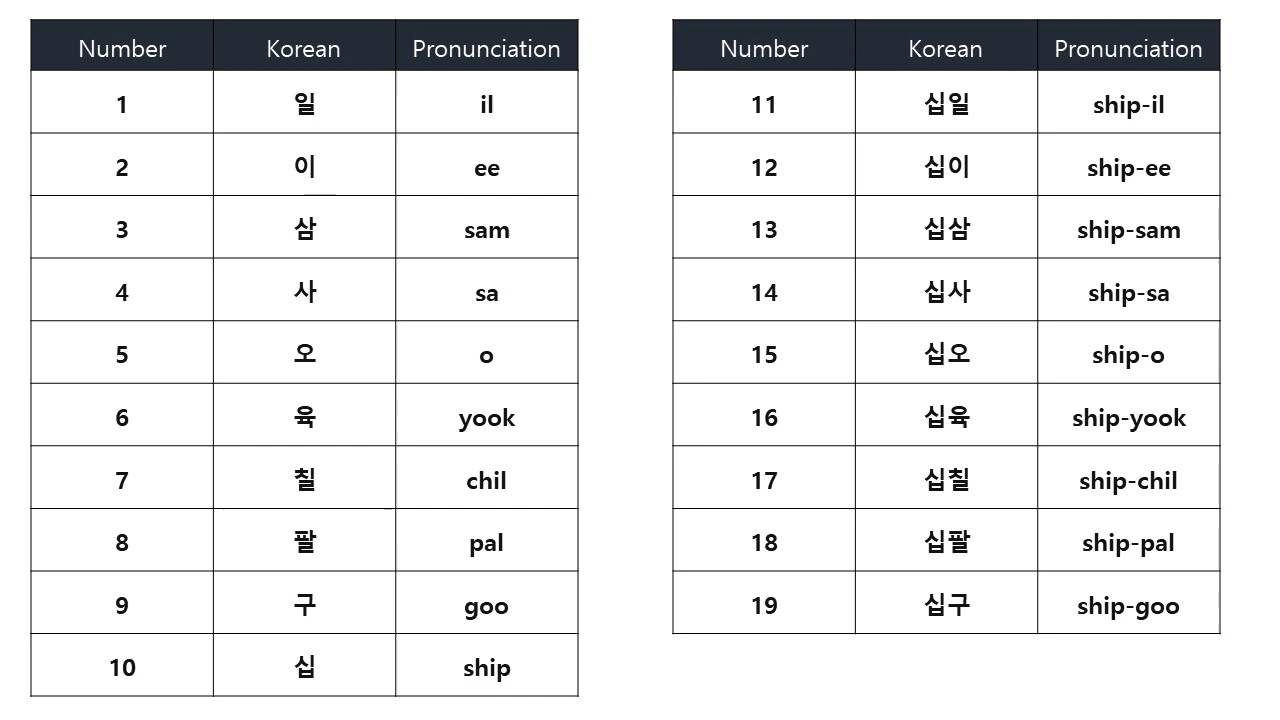 Number Korean Pronunciation
1 일 il
2 이 ee
3 삼 sam
4 사 sa
5 오 o
6 육 yook
7 칠 chil
8 팔 pal
9 구 goo
10 십 ship
Number Korean Pronunciation
11 십일 ship-il
12 십이 ship-ee
13 십삼 ship-sam
14 십사 ship-sa
15 십오 ship-o
16 십육 ship-yook
17 십칠 ship-chil
18 십팔 ship-pal
19 십구 ship-goo